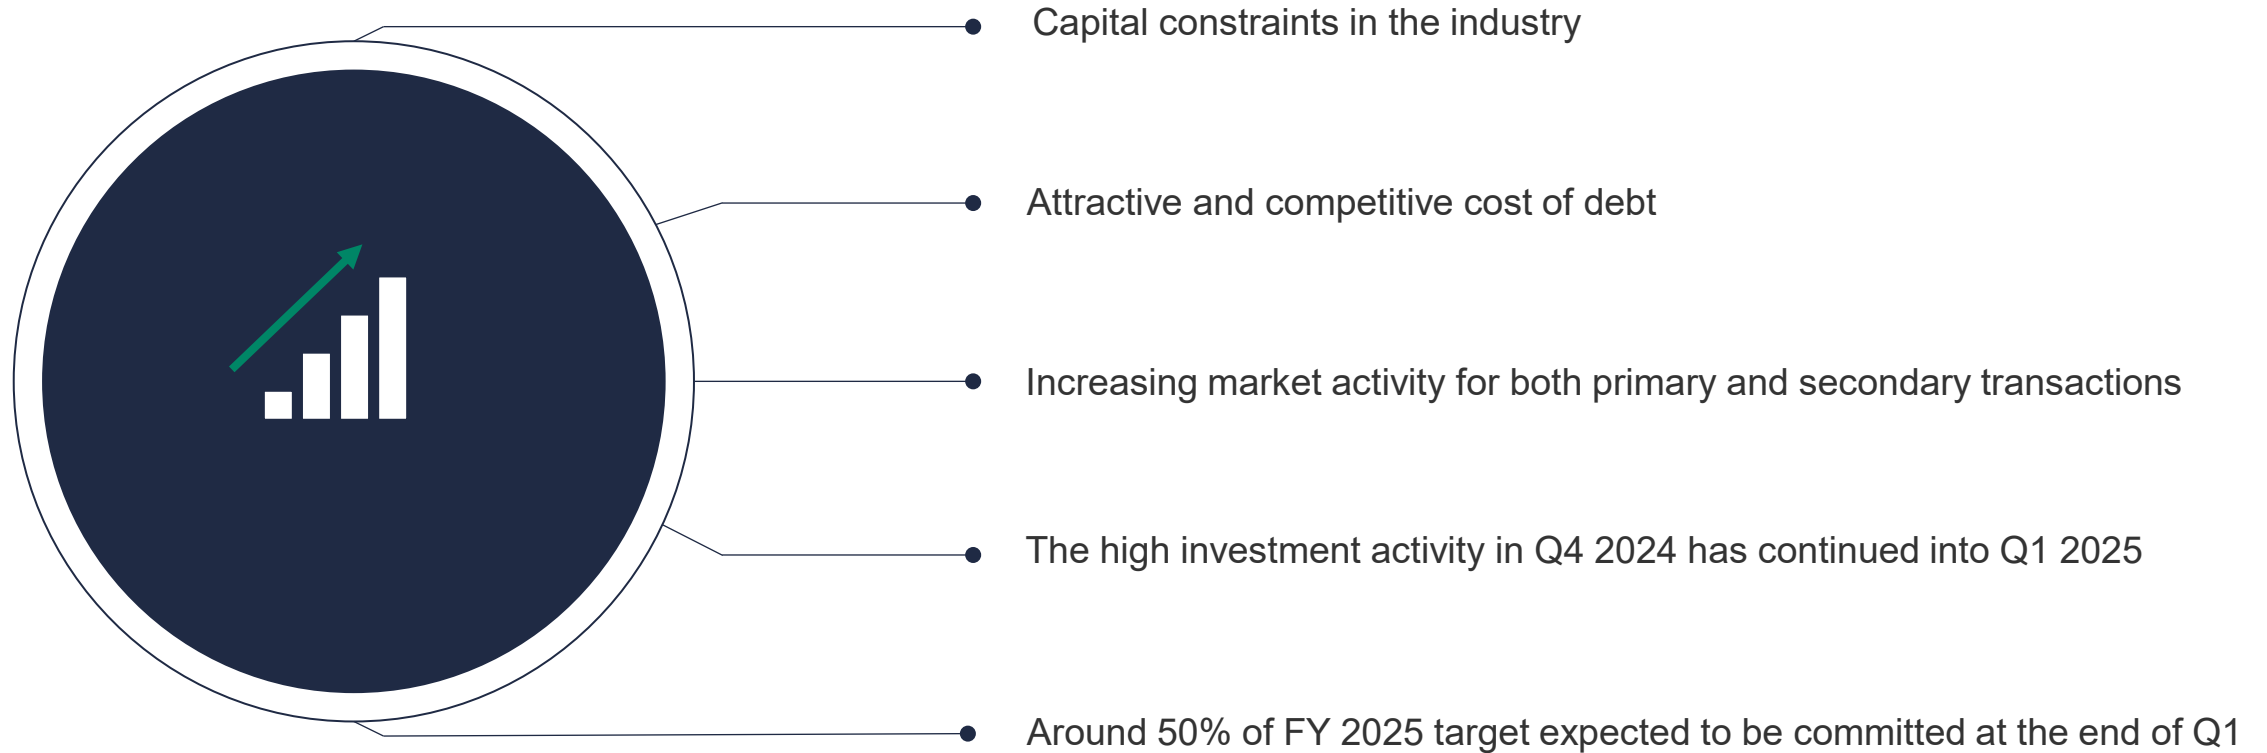 Capital constraints in the industry
Attractive and competitive cost of debt
Increasing market activity for both primary and secondary transactions
The high investment activity in Q4 2024 has continued into Q1 2025
Around 50% of FY 2025 target expected to be committed at the end of Q1